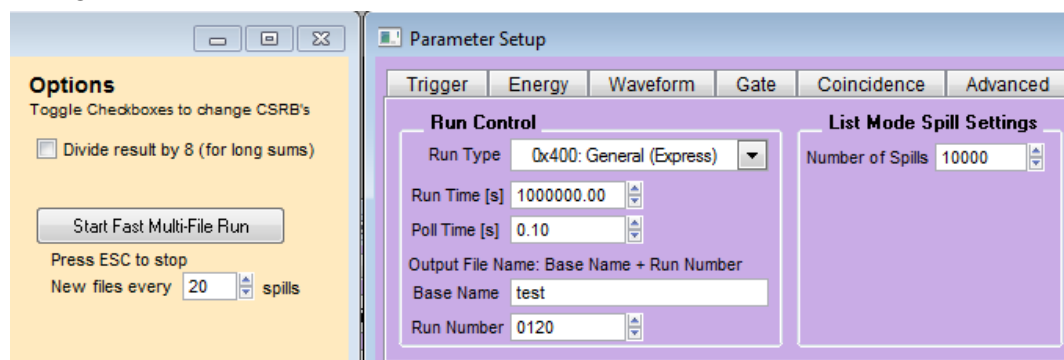 Options
Toggle Checkboxes to change CSRB's
Divide result by 8 (for long sums)
Start Fast Multi-File Run
Press ESC to stop
New files every 20 spills
Parameter Setup
Trigger Energy Waveform Gate Coincidence Advanced
Run Control
Run Type 0x400: General (Express)
Run Time [s] 1000000.00
Poll Time [s] 0.10
Output File Name: Base Name + Run Number
Base Name test
Run Number 0120
List Mode Spill Settings
Number of Spills 10000